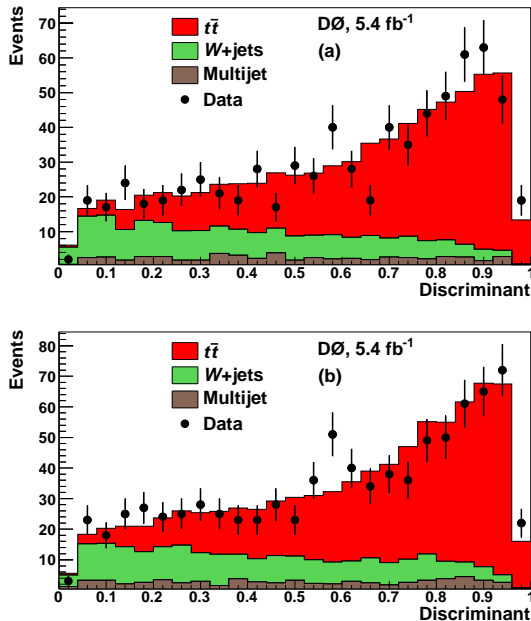 Events
70
60
50
40
30
20
10
tt̄
W+jets
Multijet
Data
DØ, 5.4 fb⁻¹
(a)
0 0.1 0.2 0.3 0.4 0.5 0.6 0.7 0.8 0.9 1
Discriminant
Events
80
70
60
50
40
30
20
10
tt̄
W+jets
Multijet
Data
DØ, 5.4 fb⁻¹
(b)
0 0.1 0.2 0.3 0.4 0.5 0.6 0.7 0.8 0.9 1
Discriminant